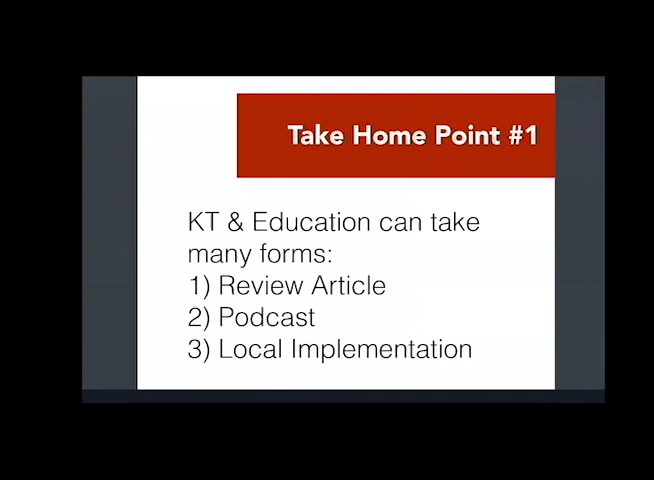 Take Home Point #1
KT & Education can take
many forms:
1) Review Article
2) Podcast
3) Local Implementation